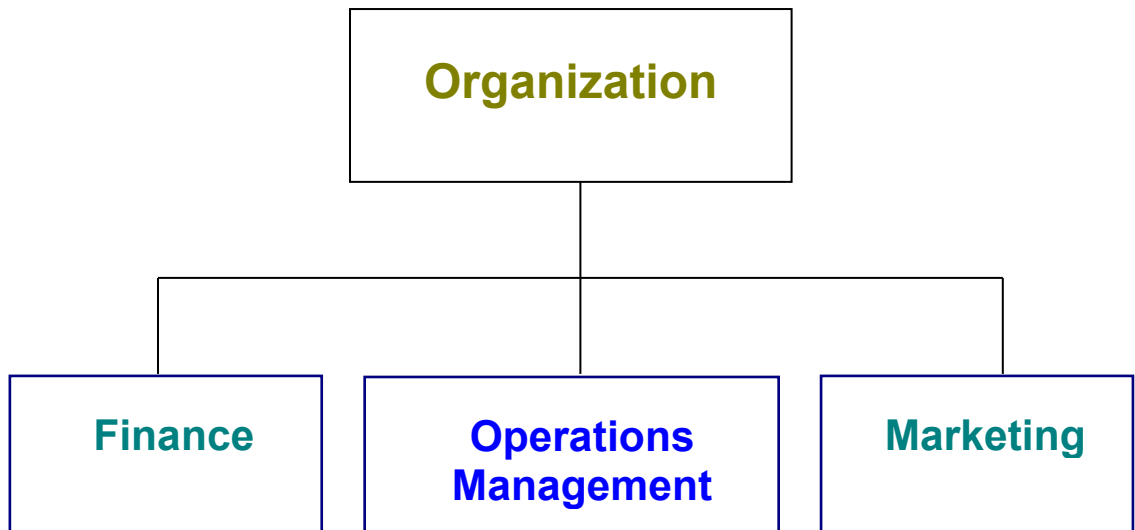 Organization
Finance
Operations
Management
Marketing